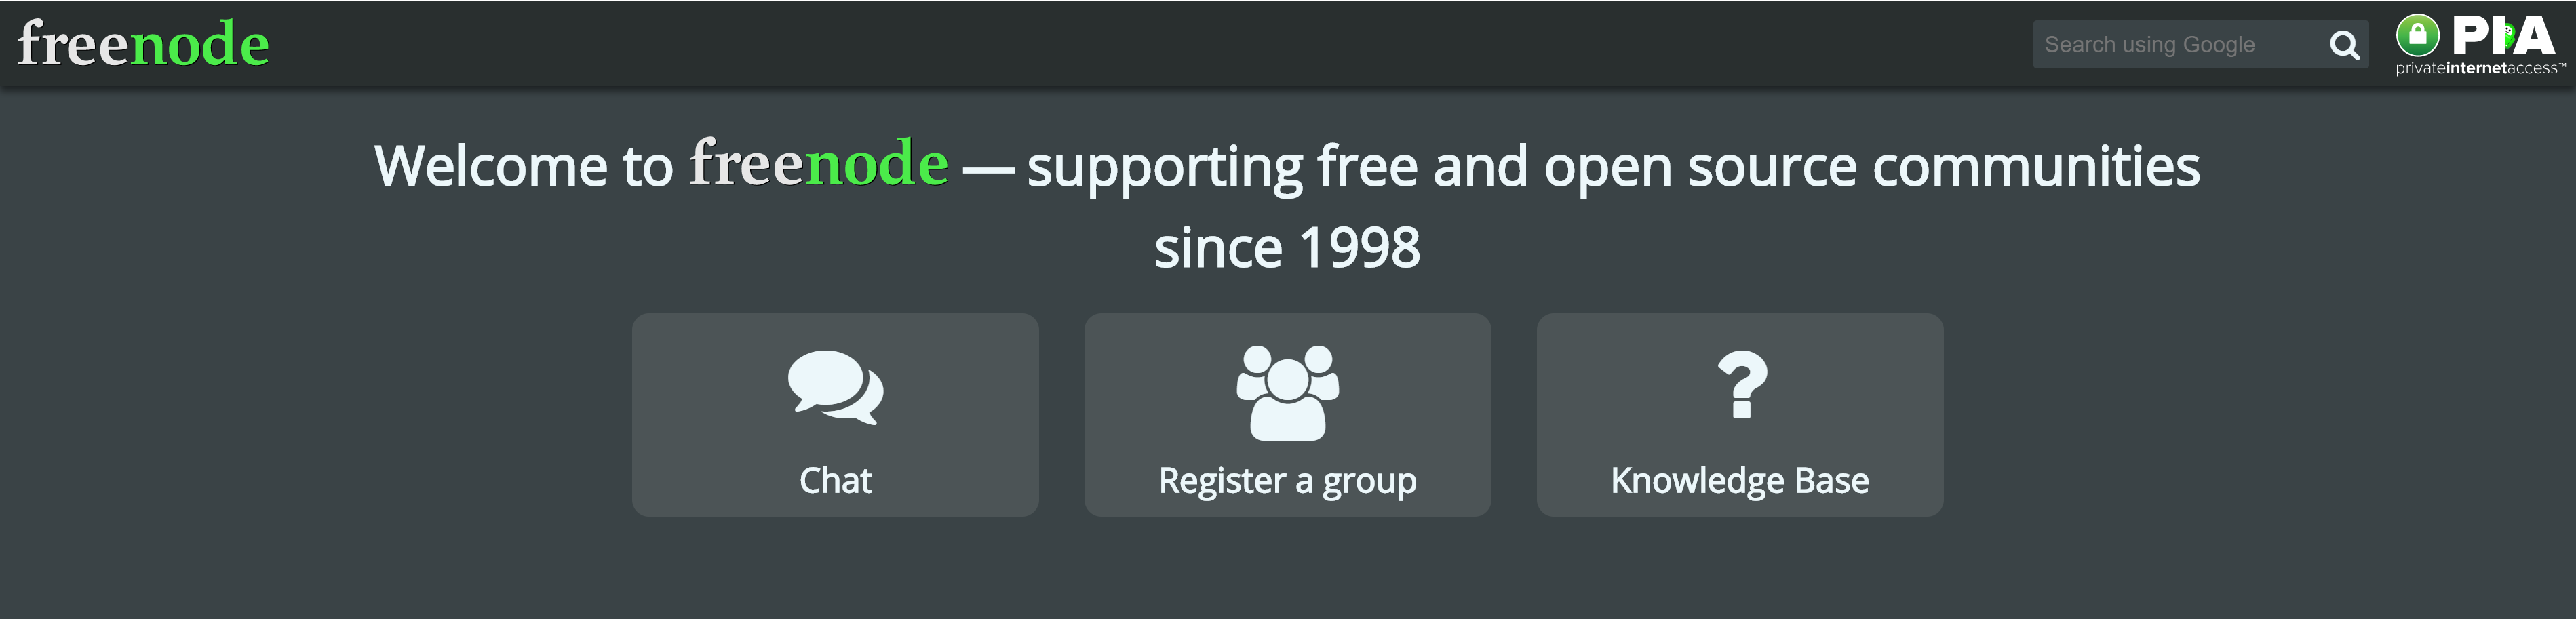 freenode
Search using Google
PIA
privateinternetaccess™
Welcome to freenode — supporting free and open source communities
since 1998
Chat
Register a group
Knowledge Base